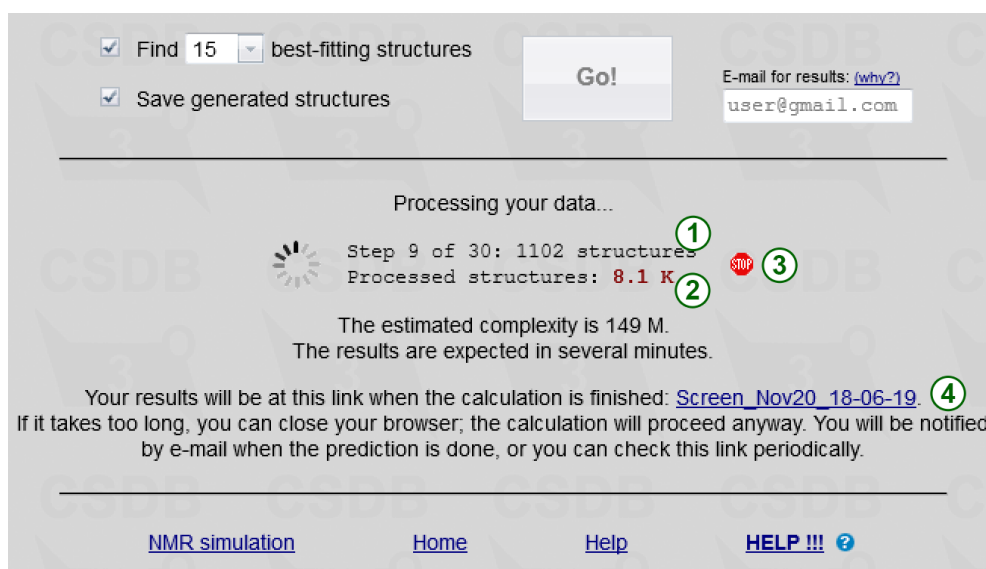 Find 15 best-fitting structures
Save generated structures
Go!
E-mail for results: (why?)
user@gmail.com
Processing your data...
Step 9 of 30: 1102 structures
1
Processed structures: 8.1 K
2
STOP
3
The estimated complexity is 149 M.
The results are expected in several minutes.
Your results will be at this link when the calculation is finished: Screen_Nov20_18-06-19.
4
If it takes too long, you can close your browser; the calculation will proceed anyway. You will be notified
by e-mail when the prediction is done, or you can check this link periodically.
NMR simulation
Home
Help
HELP !!! ?